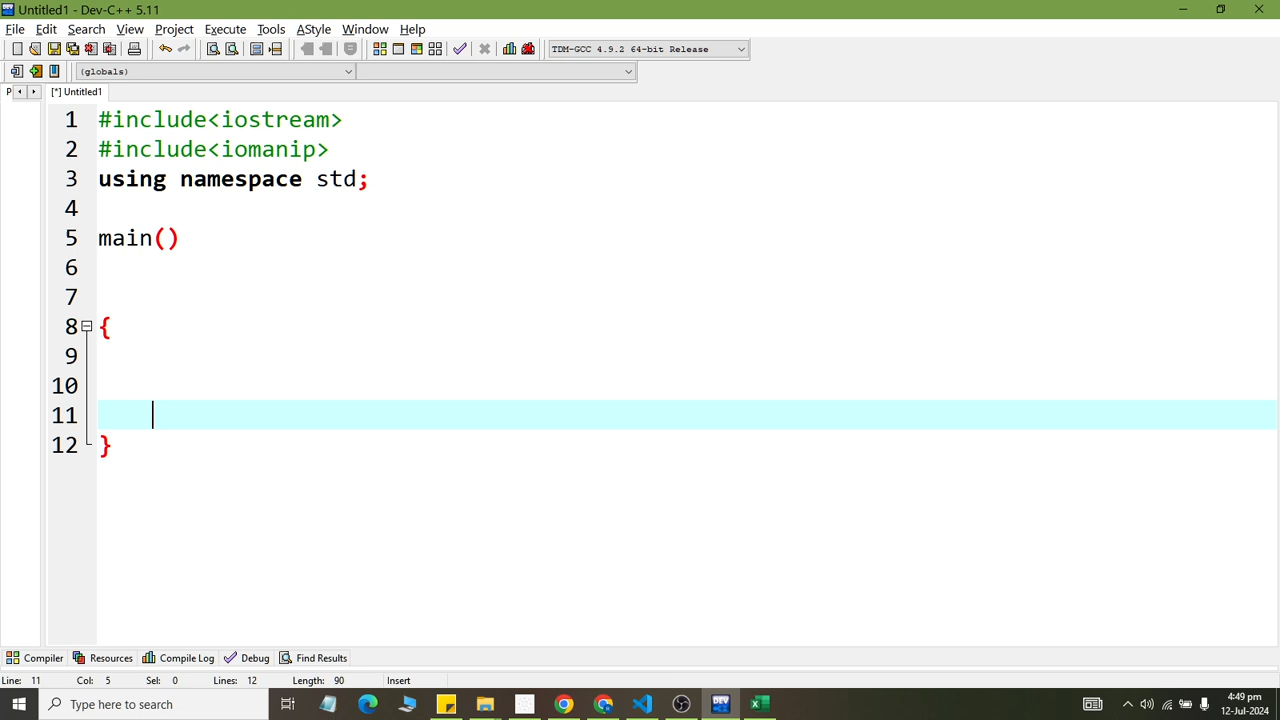 Untitled1 - Dev-C++ 5.11
File Edit Search View Project Execute Tools AStyle Window Help
TDM-GCC 4.9.2 64-bit Release
(globals)
P [*] Untitled1
1 #include<iostream>
2 #include<iomanip>
3 using namespace std;
4
5 main()
6
7
8 {
9
10
11
12 }
Compiler Resources Compile Log Debug Find Results
Line: 11 Col: 5 Sel: 0 Lines: 12 Length: 90 Insert
Type here to search
DEV
4:49 pm
12-Jul-2024